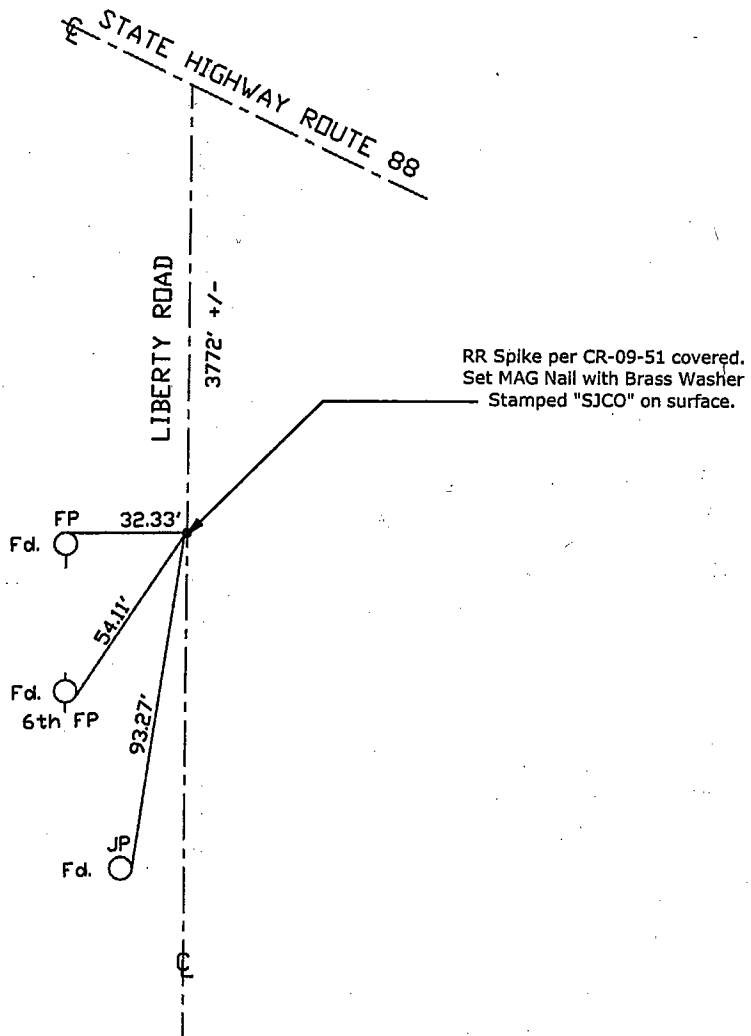 ℄ STATE HIGHWAY ROUTE 88
LIBERTY ROAD
3772' +/-
RR Spike per CR-09-51 covered.
Set MAG Nail with Brass Washer
Stamped "SJCO" on surface.
FP
32.33'
Fd.
54.11'
Fd.
6th FP
93.27'
JP
Fd.
℄